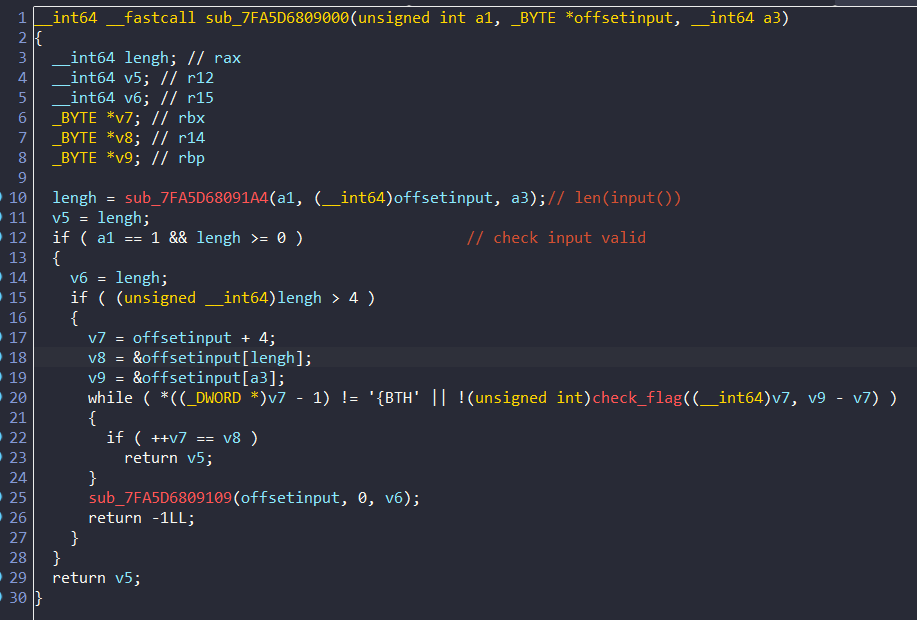 1 __int64 __fastcall sub_7FA5D6809000(unsigned int a1, _BYTE *offsetinput, __int64 a3)
2 {
3 __int64 lengh; // rax
4 __int64 v5; // r12
5 __int64 v6; // r15
6 _BYTE *v7; // rbx
7 _BYTE *v8; // r14
8 _BYTE *v9; // rbp
9
10 lengh = sub_7FA5D68091A4(a1, (__int64)offsetinput, a3);// len(input())
11 v5 = lengh;
12 if ( a1 == 1 && lengh >= 0 ) // check input valid
13 {
14 v6 = lengh;
15 if ( (unsigned __int64)lengh > 4 )
16 {
17 v7 = offsetinput + 4;
18 v8 = &offsetinput[lengh];
19 v9 = &offsetinput[a3];
20 while ( *((_DWORD *)v7 - 1) != '{BTH' || !(unsigned int)check_flag((__int64)v7, v9 - v7) )
21 {
22 if ( ++v7 == v8 )
23 return v5;
24 }
25 sub_7FA5D6809109(offsetinput, 0, v6);
26 return -1LL;
27 }
28 }
29 return v5;
30 }